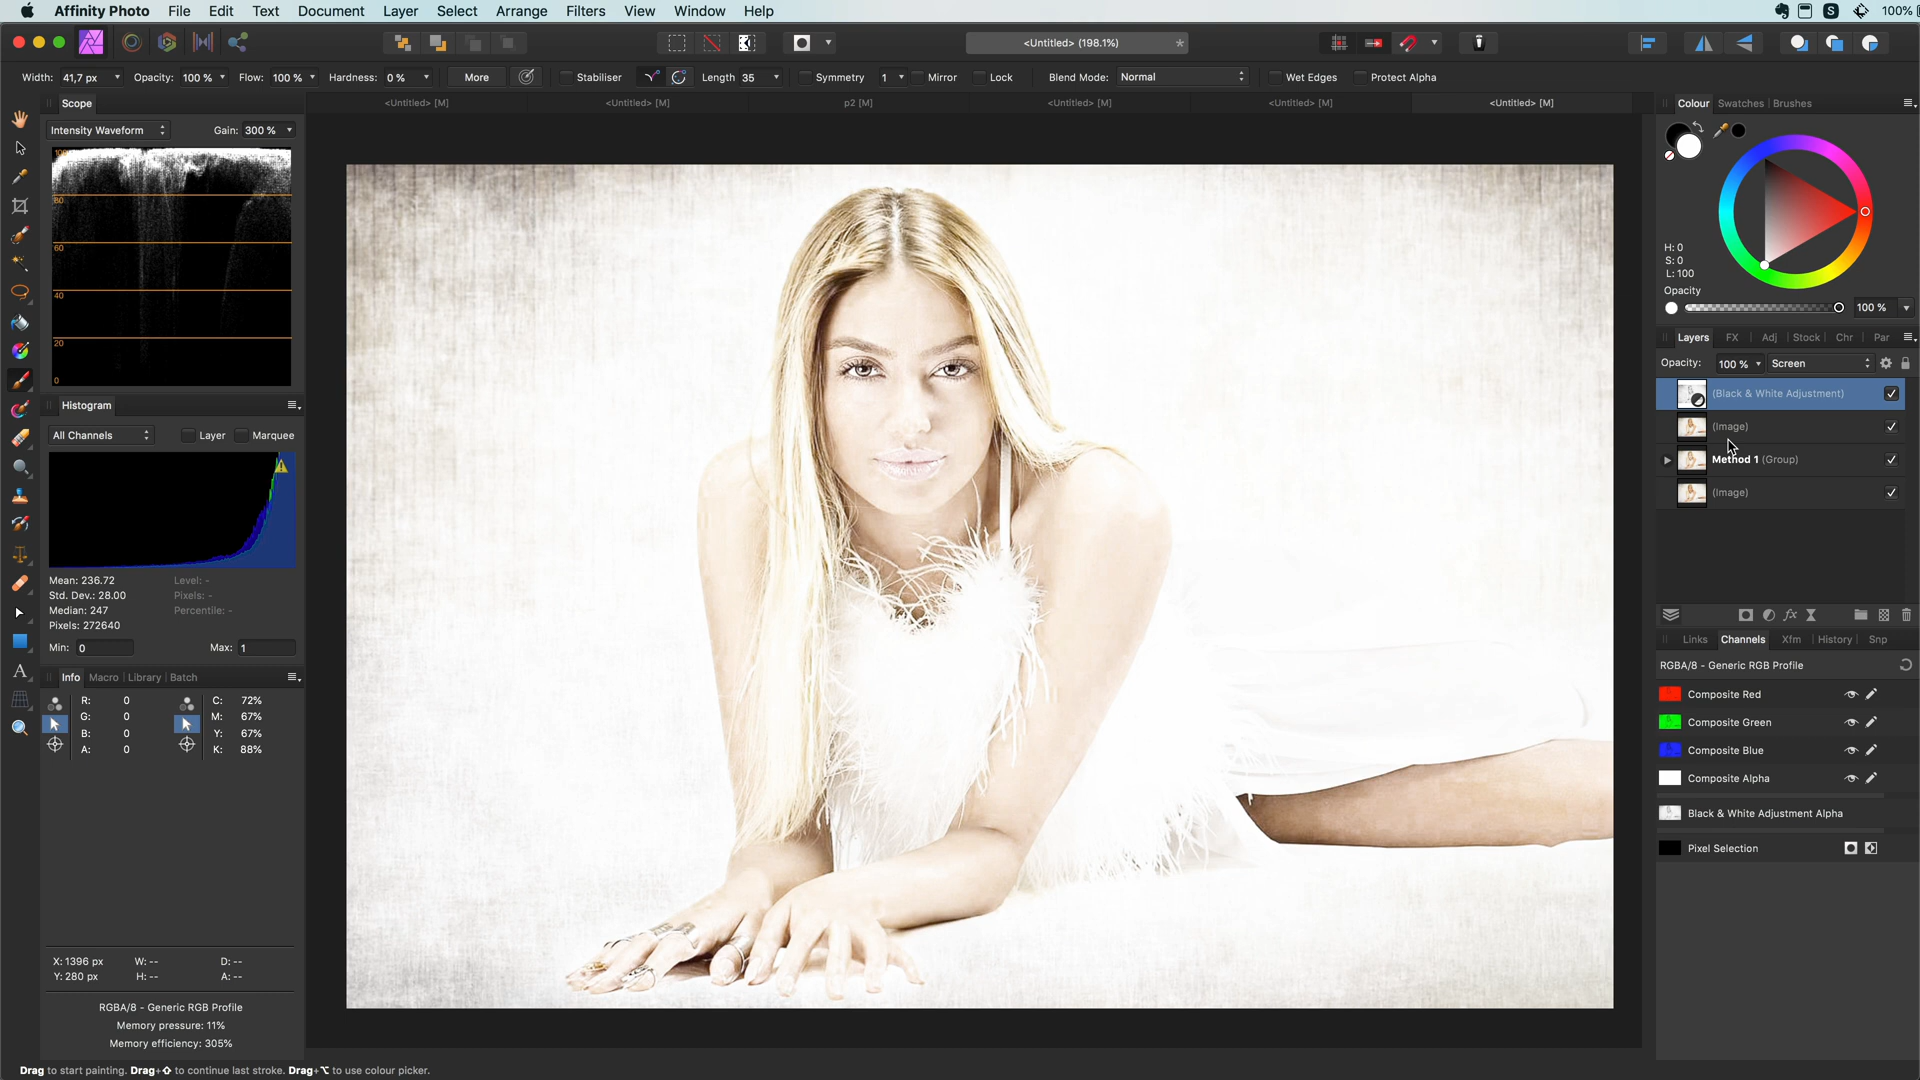 Affinity Photo File Edit Text Document Layer Select Arrange Filters View Window Help S 100%
<Untitled> (198.1%) *
Width: 41,7 px Opacity: 100 % Flow: 100 % Hardness: 0 % More Stabiliser Length 35 Symmetry 1 Mirror Lock Blend Mode: Normal Wet Edges Protect Alpha
Scope
<Untitled> [M] <Untitled> [M] p2 [M] <Untitled> [M] <Untitled> [M] <Untitled> [M]
Colour Swatches Brushes
Intensity Waveform Gain: 300 %
100
80
60
40
20
0
H: 0
S: 0
L: 100
Opacity
100 %
Layers FX Adj Stock Chr Par
Opacity: 100 % Screen
(Black & White Adjustment)
(Image)
Method 1 (Group)
(Image)
Histogram
All Channels Layer Marquee
Mean: 236.72 Level: -
Std. Dev.: 28.00 Pixels: -
Median: 247 Percentile: -
Pixels: 272640
Min: 0 Max: 1
Links Channels Xfm History Snp
RGBA/8 - Generic RGB Profile
Composite Red
Composite Green
Composite Blue
Composite Alpha
Black & White Adjustment Alpha
Pixel Selection
Info Macro Library Batch
R: 0 C: 72%
G: 0 M: 67%
B: 0 Y: 67%
A: 0 K: 88%
X: 1396 px W: -- D: --
Y: 280 px H: -- A: --
RGBA/8 - Generic RGB Profile
Memory pressure: 11%
Memory efficiency: 305%
Drag to start painting. Drag+⇧ to continue last stroke. Drag+⌥ to use colour picker.